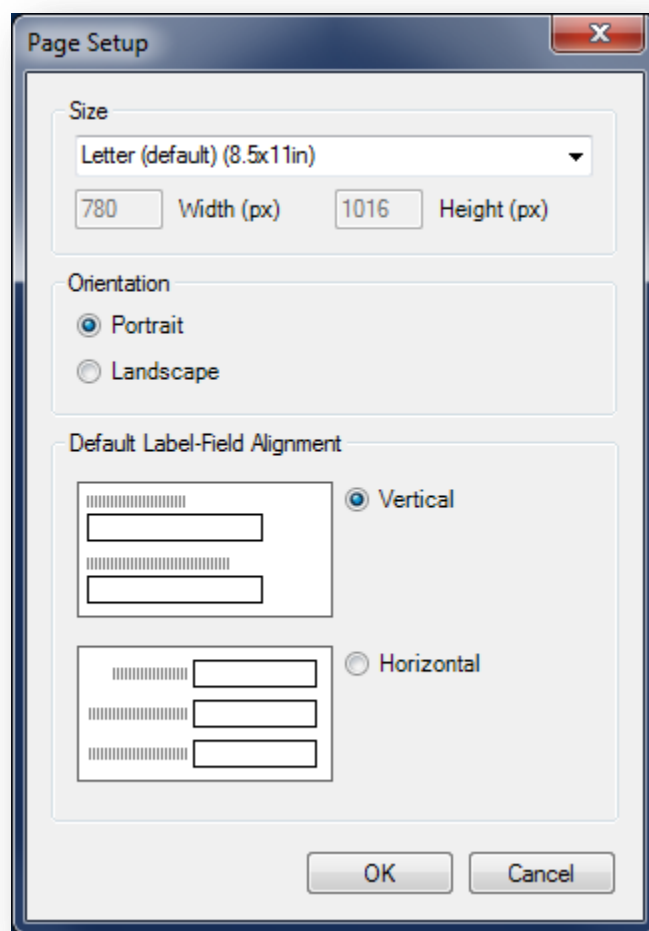 Page Setup
X
Size
Letter (default) (8.5x11in)
780 Width (px) 1016 Height (px)
Orientation
Portrait
Landscape
Default Label-Field Alignment
Vertical
Horizontal
OK Cancel